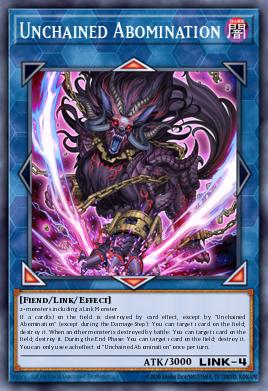 UNCHAINED ABOMINATION
DARK
闇
[FIEND/LINK/EFFECT]
2+ monsters including a Link Monster
If a card(s) on the field is destroyed by card effect, except by "Unchained
Abomination" (except during the Damage Step): You can target 1 card on the field;
destroy it. When another monster is destroyed by battle: You can target 1 card on the
field; destroy it. During the End Phase: You can target 1 card on the field; destroy it.
You can only use each effect of "Unchained Abomination" once per turn.
ATK/3000 LINK-4